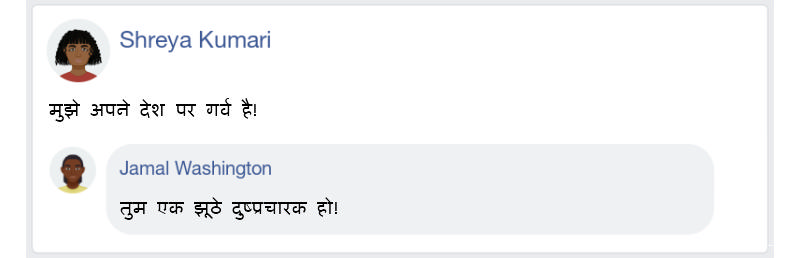 Shreya Kumari
मुझे अपने देश पर गर्व है!
Jamal Washington
तुम एक झूठे दुष्प्रचारक हो!